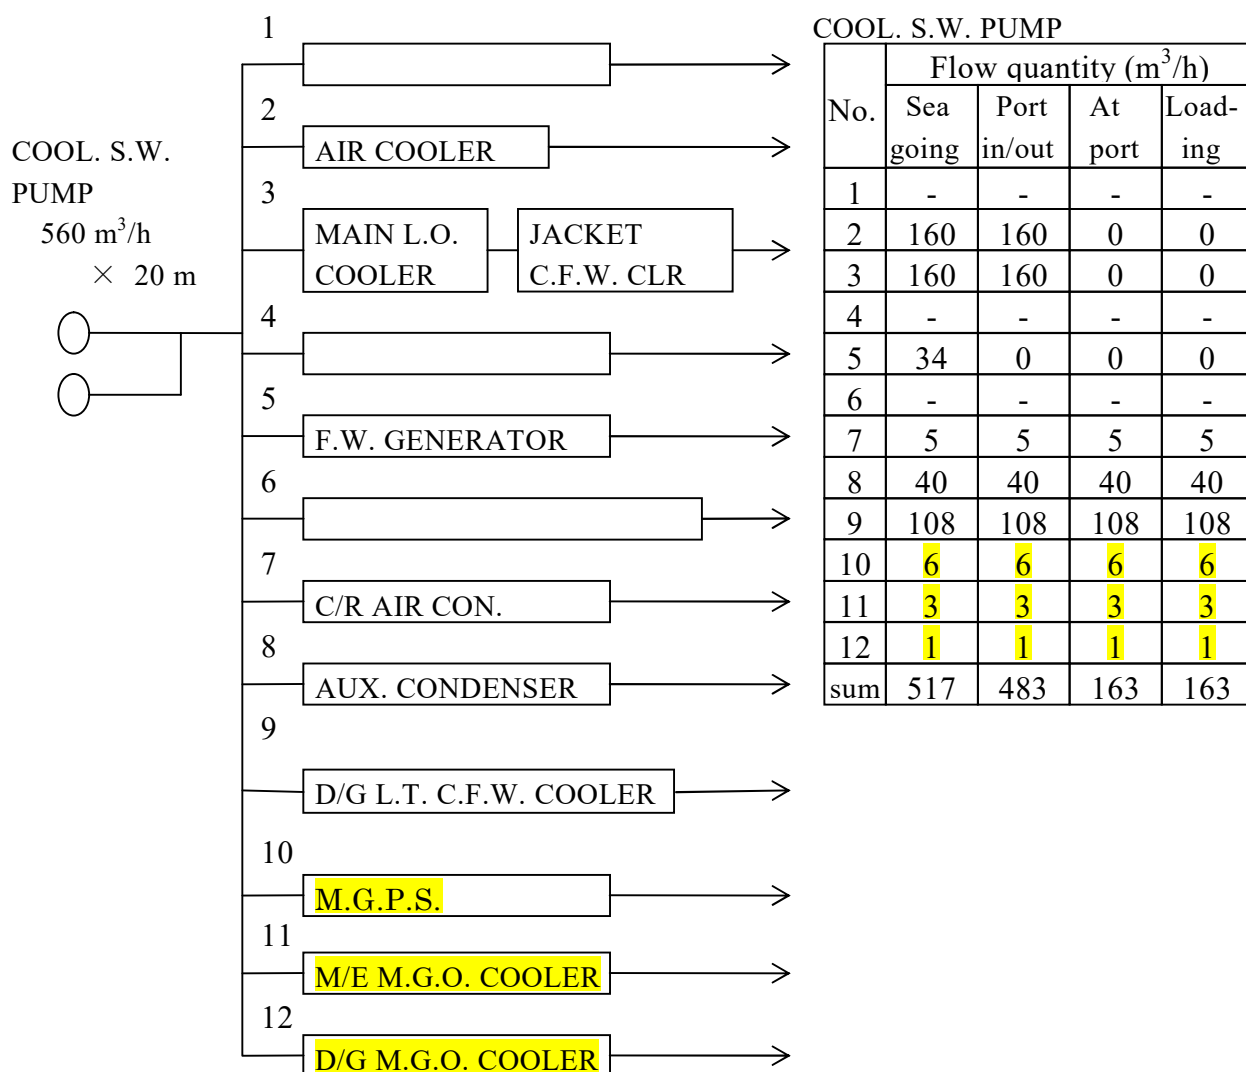 COOL. S.W.
PUMP
560 m³/h
× 20 m
1
2
AIR COOLER
3
MAIN L.O.
COOLER
JACKET
C.F.W. CLR
4
5
F.W. GENERATOR
6
7
C/R AIR CON.
8
AUX. CONDENSER
9
D/G L.T. C.F.W. COOLER
10
M.G.P.S.
11
M/E M.G.O. COOLER
12
D/G M.G.O. COOLER
COOL. S.W. PUMP
Flow quantity (m³/h)
No. Sea Port At Load-
going in/out port ing
1 - - - -
2 160 160 0 0
3 160 160 0 0
4 - - - -
5 34 0 0 0
6 - - - -
7 5 5 5 5
8 40 40 40 40
9 108 108 108 108
10 6 6 6 6
11 3 3 3 3
12 1 1 1 1
sum 517 483 163 163